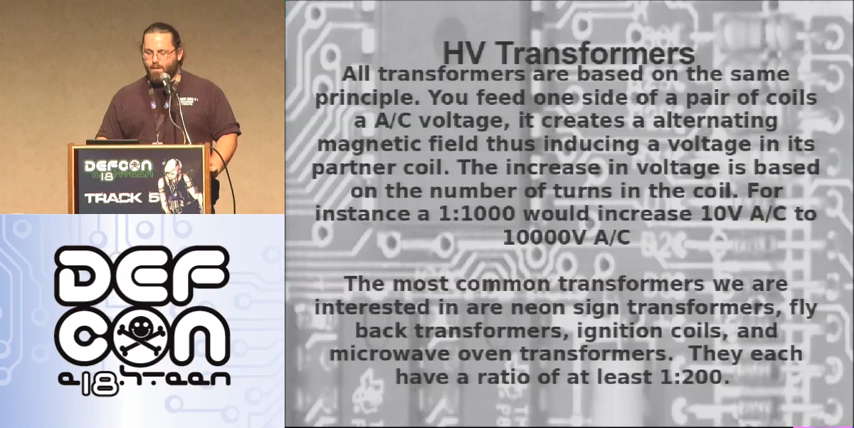 DEFCON
18
TRACK 5
DEF
CON
e18hteen
HV Transformers
All transformers are based on the same
principle. You feed one side of a pair of coils
a A/C voltage, it creates a alternating
magnetic field thus inducing a voltage in its
partner coil. The increase in voltage is based
on the number of turns in the coil. For
instance a 1:1000 would increase 10V A/C to
10000V A/C
The most common transformers we are
interested in are neon sign transformers, fly
back transformers, ignition coils, and
microwave oven transformers. They each
have a ratio of at least 1:200.